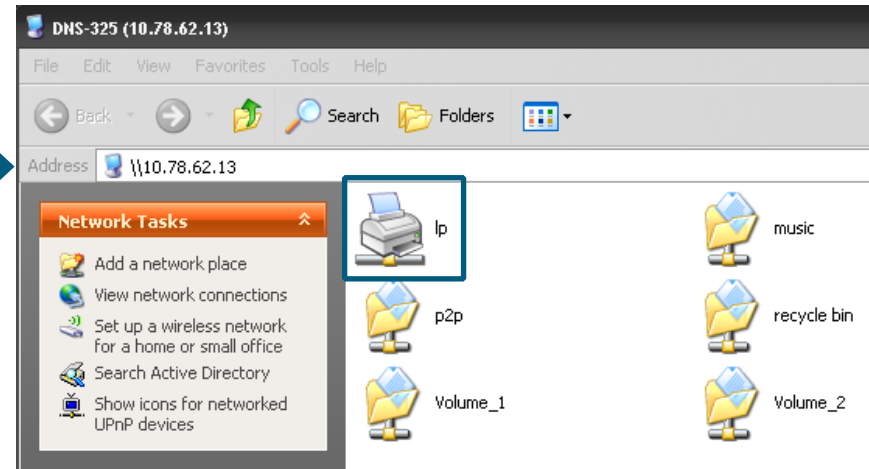 DNS-325 (10.78.62.13)
File Edit View Favorites Tools Help
Back Search Folders
Address \\10.78.62.13
Network Tasks
Add a network place
View network connections
Set up a wireless network
for a home or small office
Search Active Directory
Show icons for networked
UPnP devices
lp music
p2p recycle bin
Volume_1 Volume_2